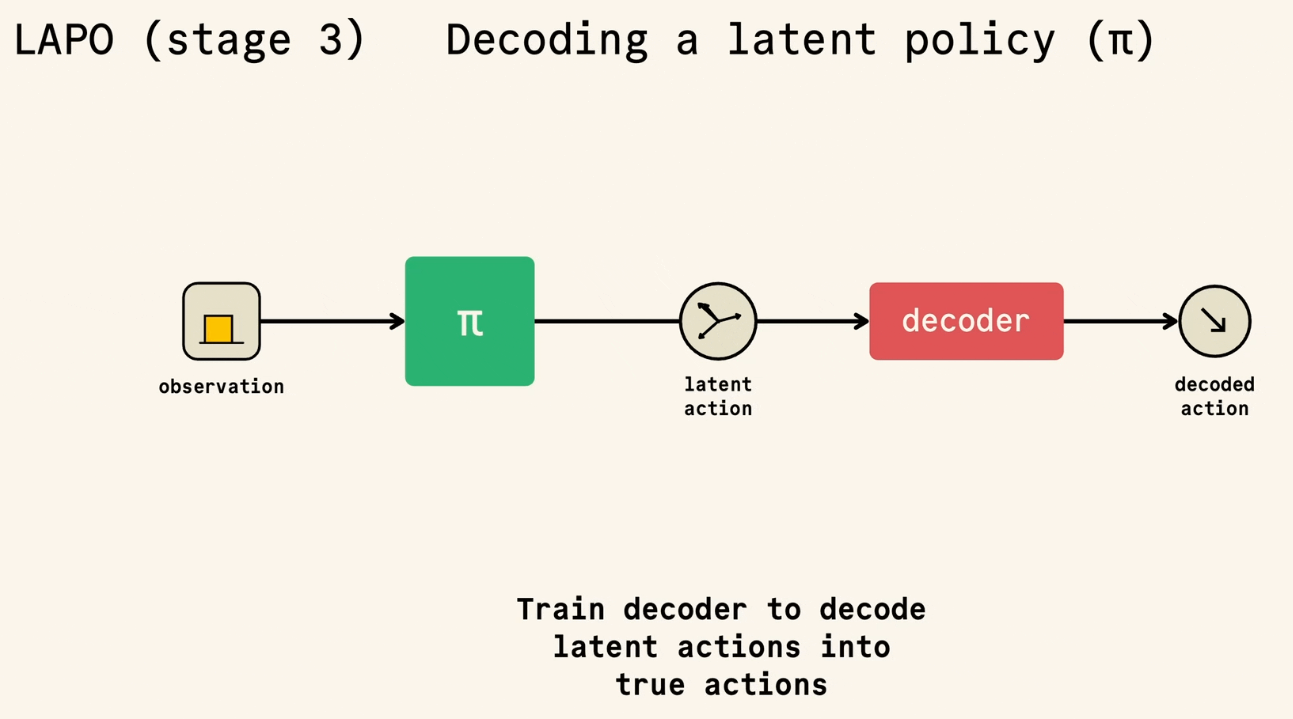 LAPO (stage 3) Decoding a latent policy (π)
π
decoder
observation
latent
action
decoded
action
Train decoder to decode
latent actions into
true actions